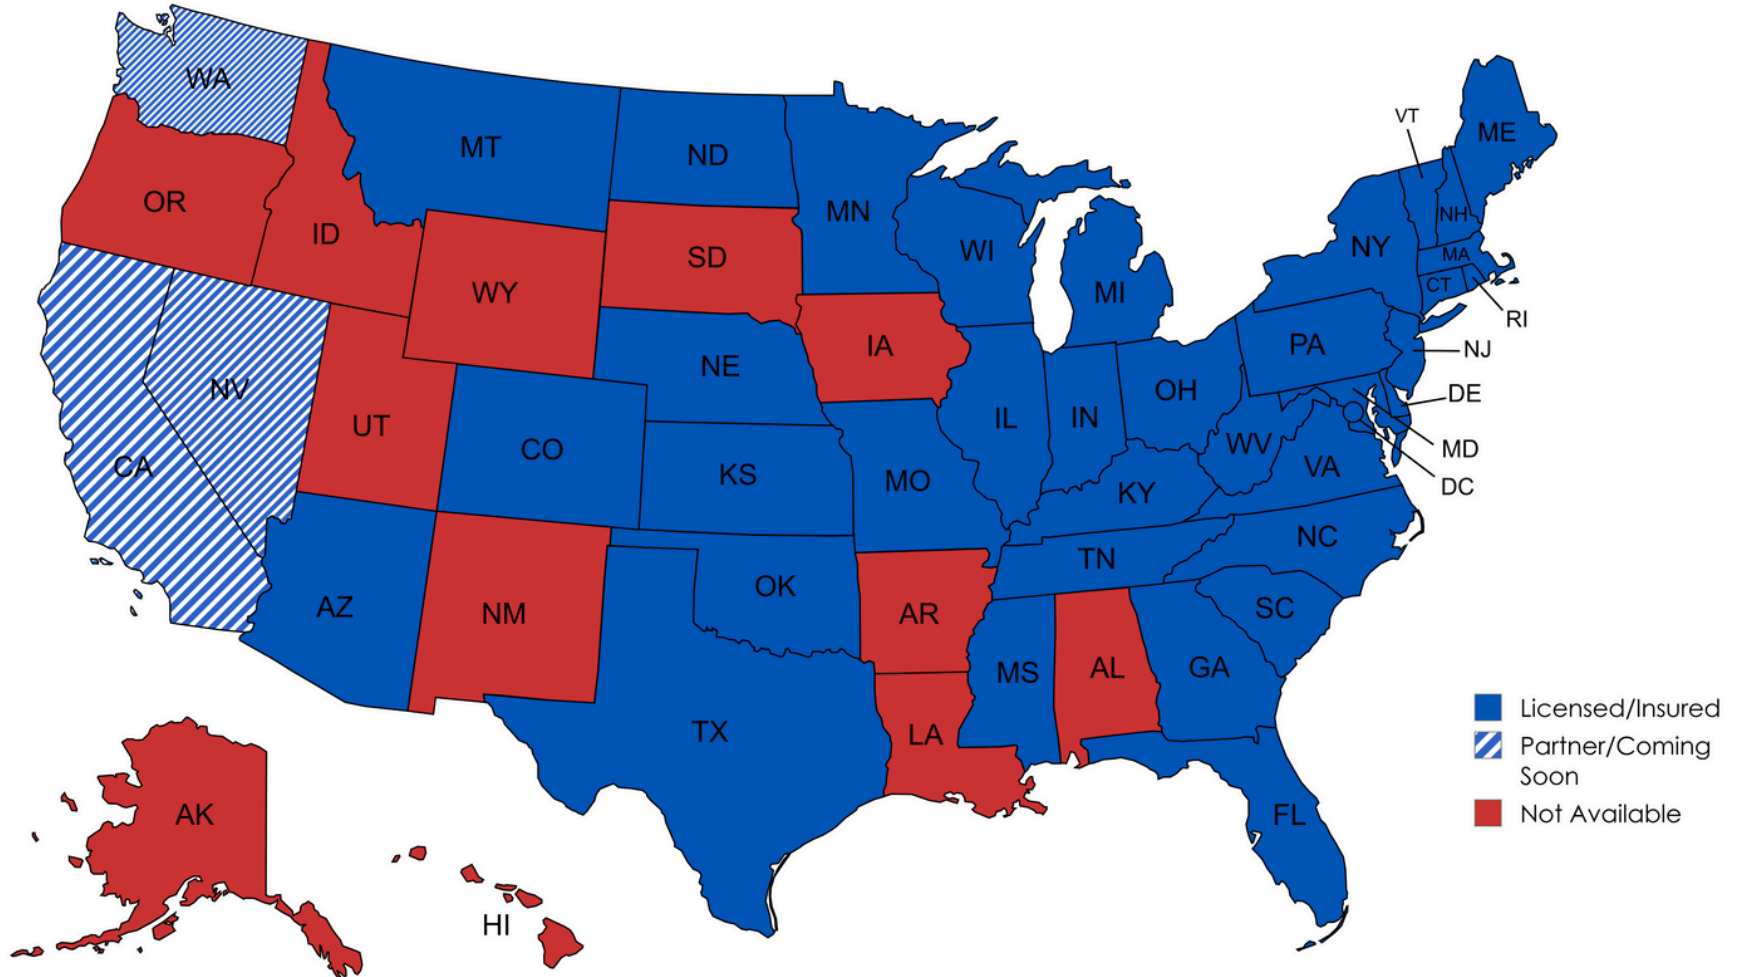 WA
MT
ND
MN
OR
ID
WY
SD
WI
MI
VT
ME
NH
NY
MA
CT
RI
NV
CA
UT
CO
NE
IA
KS
MO
IL
IN
OH
PA
NJ
DE
MD
DC
WV
VA
KY
AZ
NM
OK
TX
AR
LA
TN
NC
SC
MS
AL
GA
FL
AK
HI
Licensed/Insured
Partner/Coming
Soon
Not Available